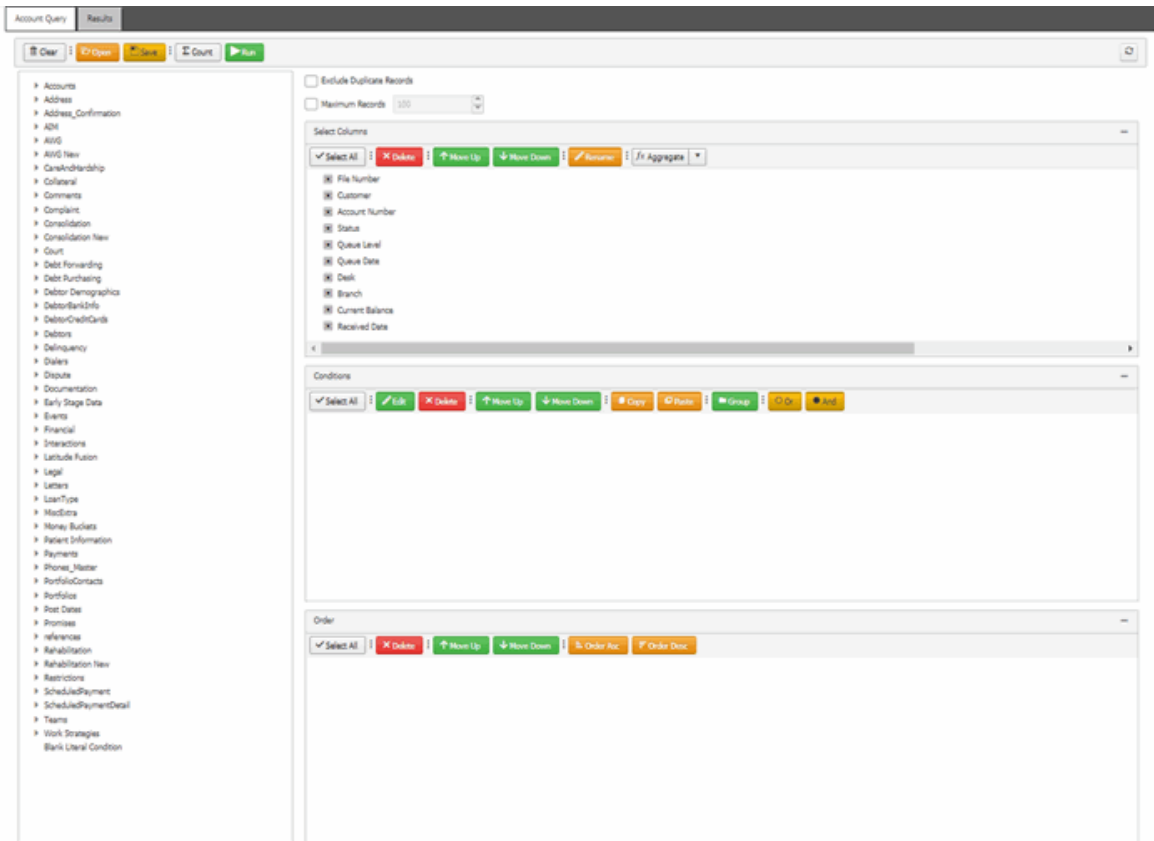 Account Query Results
Clear Open Save Count Run
Accounts
Address
Address_Confirmation
AIM
AWG
AWG New
CareAndHardship
Collateral
Comments
Complaint
Consolidation
Consolidation New
Court
Debt Forwarding
Debt Purchasing
Debtor Demographics
DebtorBankInfo
DebtorCreditCards
Debtors
Delinquency
Dialers
Dispute
Documentation
Early Stage Data
Events
Financial
Interactions
Latitude Fusion
Legal
Letters
LoanType
MiscExtra
Money Buckets
Patient Information
Payments
Phones_Master
PortfolioContacts
Portfolios
Post Dates
Promises
references
Rehabilitation
Rehabilitation New
Restrictions
ScheduledPayment
ScheduledPaymentDetail
Teams
Work Strategies
Blank Literal Condition
Exclude Duplicate Records
Maximum Records 100
Select Columns
Select All Delete Move Up Move Down Rename fx Aggregate
File Number
Customer
Account Number
Status
Queue Level
Queue Date
Desk
Branch
Current Balance
Received Date
Conditions
Select All Edit Delete Move Up Move Down Copy Paste Group Or And
Order
Select All Delete Move Up Move Down Order Asc Order Desc